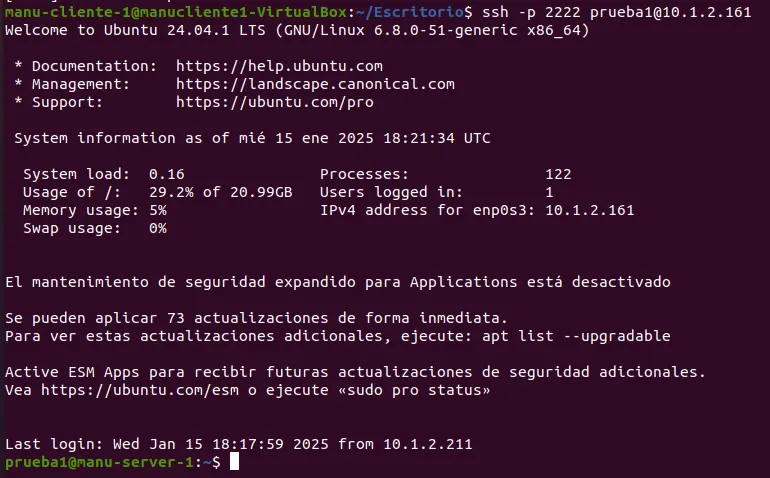 manu-cliente-1@manucliente1-VirtualBox:~/Escritorio$ ssh -p 2222 prueba1@10.1.2.161
Welcome to Ubuntu 24.04.1 LTS (GNU/Linux 6.8.0-51-generic x86_64)
* Documentation:  https://help.ubuntu.com
* Management:     https://landscape.canonical.com
* Support:        https://ubuntu.com/pro
System information as of mié 15 ene 2025 18:21:34 UTC
System load:  0.16               Processes:               122
Usage of /:   29.2% of 20.99GB   Users logged in:         1
Memory usage: 5%                 IPv4 address for enp0s3: 10.1.2.161
Swap usage:   0%
El mantenimiento de seguridad expandido para Applications está desactivado
Se pueden aplicar 73 actualizaciones de forma inmediata.
Para ver estas actualizaciones adicionales, ejecute: apt list --upgradable
Active ESM Apps para recibir futuras actualizaciones de seguridad adicionales.
Vea https://ubuntu.com/esm o ejecute «sudo pro status»
Last login: Wed Jan 15 18:17:59 2025 from 10.1.2.211
prueba1@manu-server-1:~$